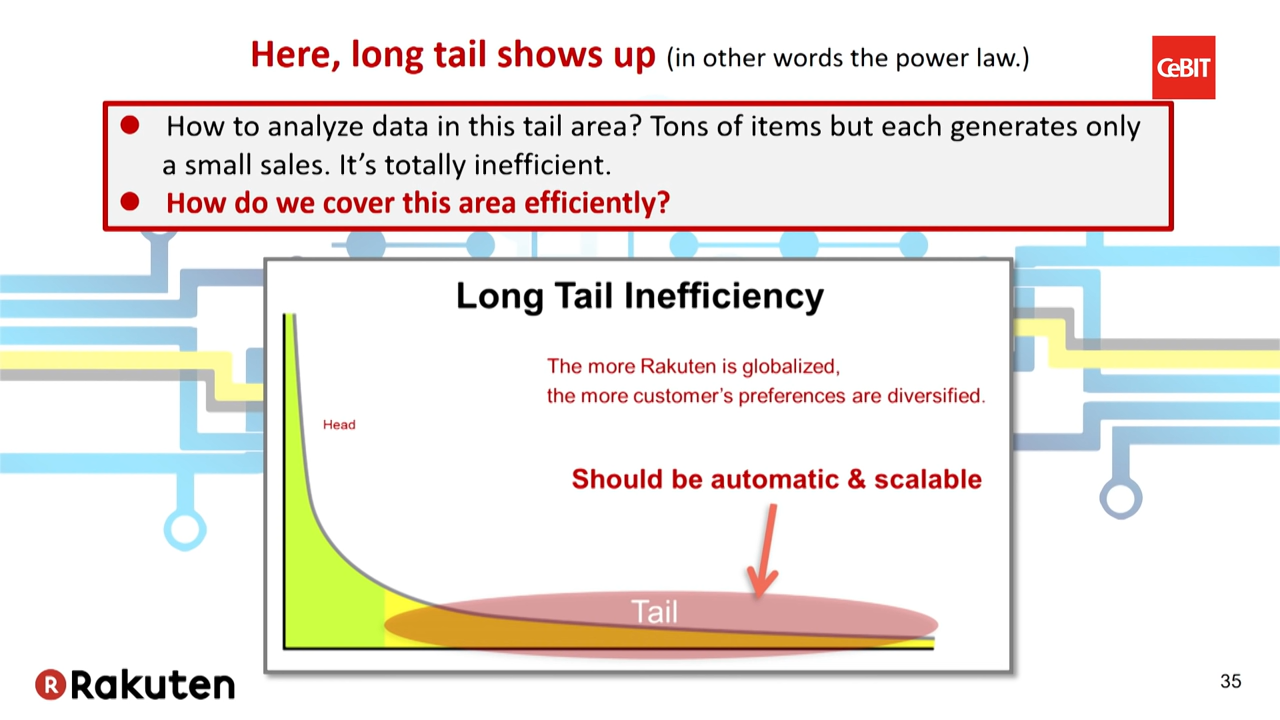 Here, long tail shows up (in other words the power law.)
CeBIT
● How to analyze data in this tail area? Tons of items but each generates only
a small sales. It’s totally inefficient.
● How do we cover this area efficiently?
Long Tail Inefficiency
The more Rakuten is globalized,
the more customer’s preferences are diversified.
Head
Should be automatic & scalable
Tail
R Rakuten
35